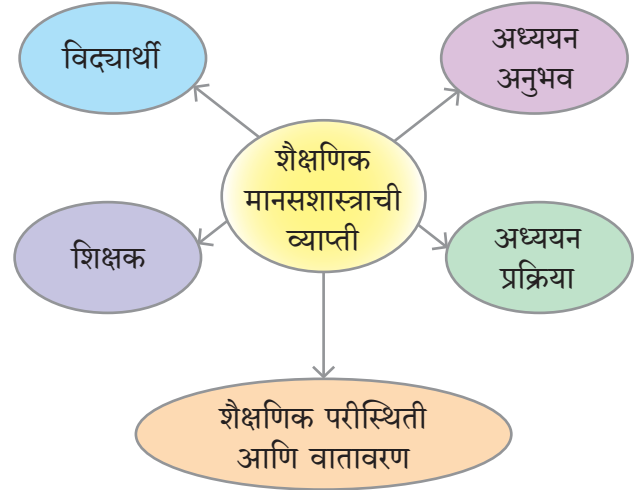 विद्यार्थी
अध्ययन
अनुभव
शैक्षणिक
मानसशास्त्राची
व्याप्ती
शिक्षक
अध्ययन
प्रक्रिया
शैक्षणिक परीस्थिती
आणि वातावरण